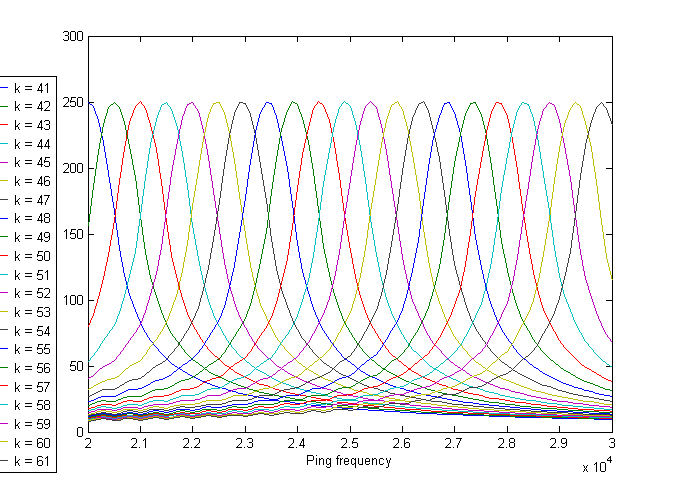 300
250
200
150
100
50
0
2 2.1 2.2 2.3 2.4 2.5 2.6 2.7 2.8 2.9 3
x 10^4
Ping frequency
k = 41
k = 42
k = 43
k = 44
k = 45
k = 46
k = 47
k = 48
k = 49
k = 50
k = 51
k = 52
k = 53
k = 54
k = 55
k = 56
k = 57
k = 58
k = 59
k = 60
k = 61